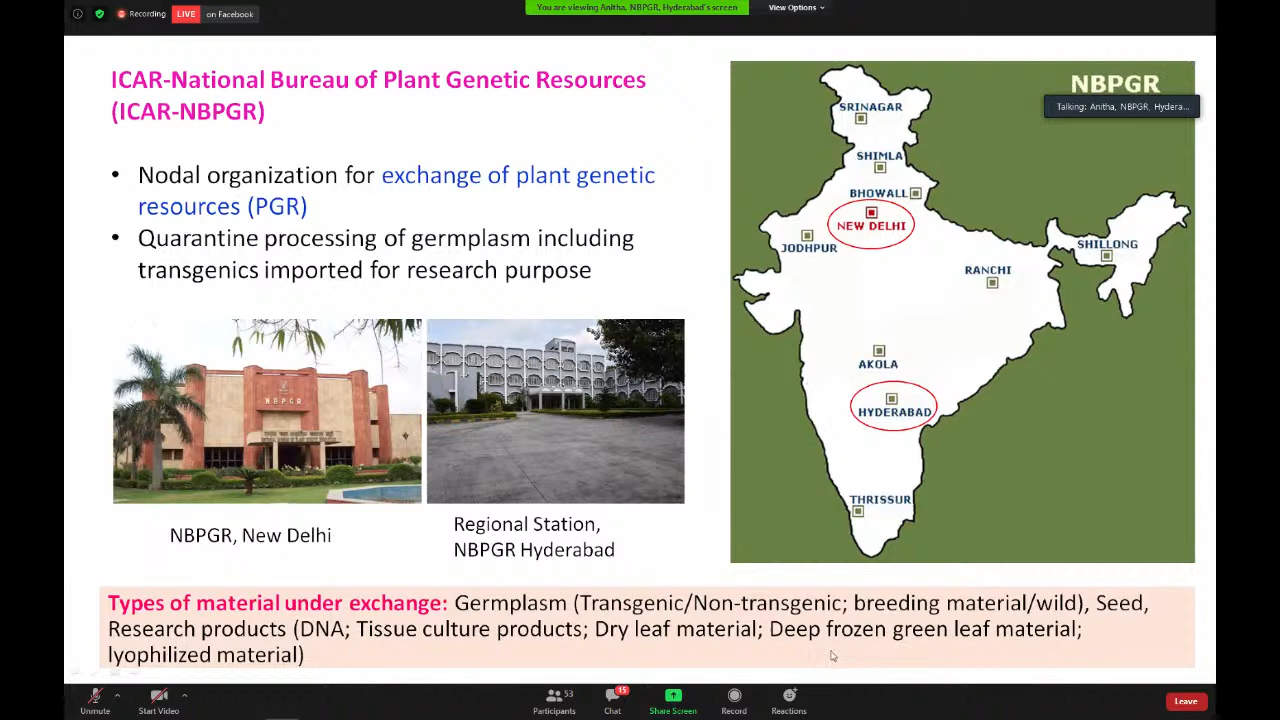 Recording
LIVE
on Facebook
You are viewing Anitha, NBPGR, Hyderabad's screen
View Options
ICAR-National Bureau of Plant Genetic Resources
(ICAR-NBPGR)
• Nodal organization for exchange of plant genetic
resources (PGR)
• Quarantine processing of germplasm including
transgenics imported for research purpose
NBPGR
NBPGR, New Delhi
Regional Station,
NBPGR Hyderabad
NBPGR
Talking: Anitha, NBPGR, Hydera...
SRINAGAR
SHIMLA
BHOWALL
NEW DELHI
JODHPUR
SHILLONG
RANCHI
AKOLA
HYDERABAD
THRISSUR
Types of material under exchange: Germplasm (Transgenic/Non-transgenic; breeding material/wild), Seed,
Research products (DNA; Tissue culture products; Dry leaf material; Deep frozen green leaf material;
lyophilized material)
Unmute
Start Video
53
Participants
15
Chat
Share Screen
Record
Reactions
Leave